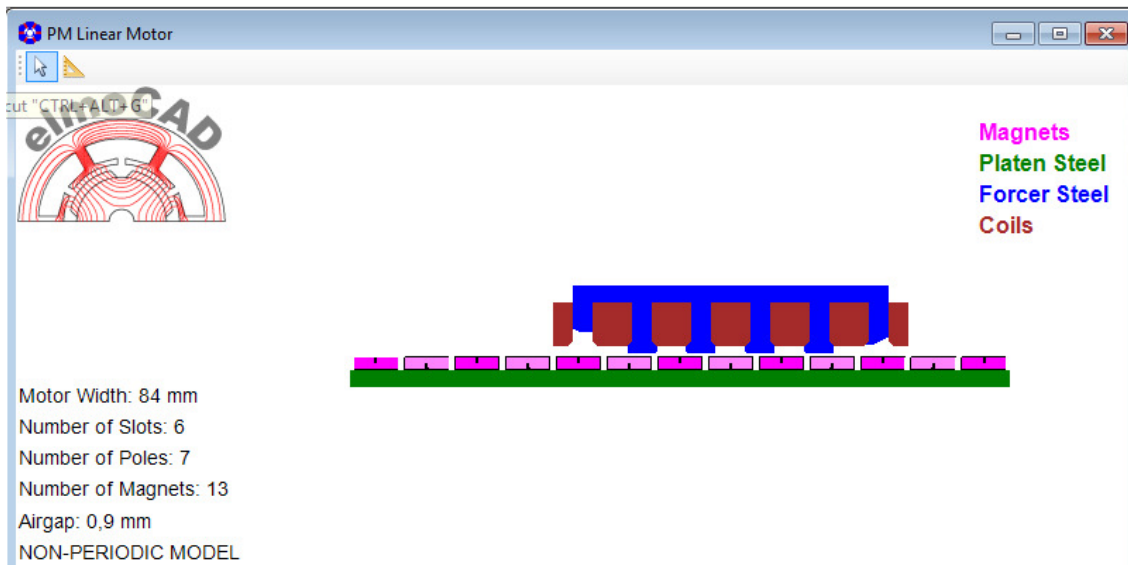 PM Linear Motor
cut "CTRL+ALT+G"
elmoCAD
Magnets
Platen Steel
Forcer Steel
Coils
Motor Width: 84 mm
Number of Slots: 6
Number of Poles: 7
Number of Magnets: 13
Airgap: 0,9 mm
NON-PERIODIC MODEL